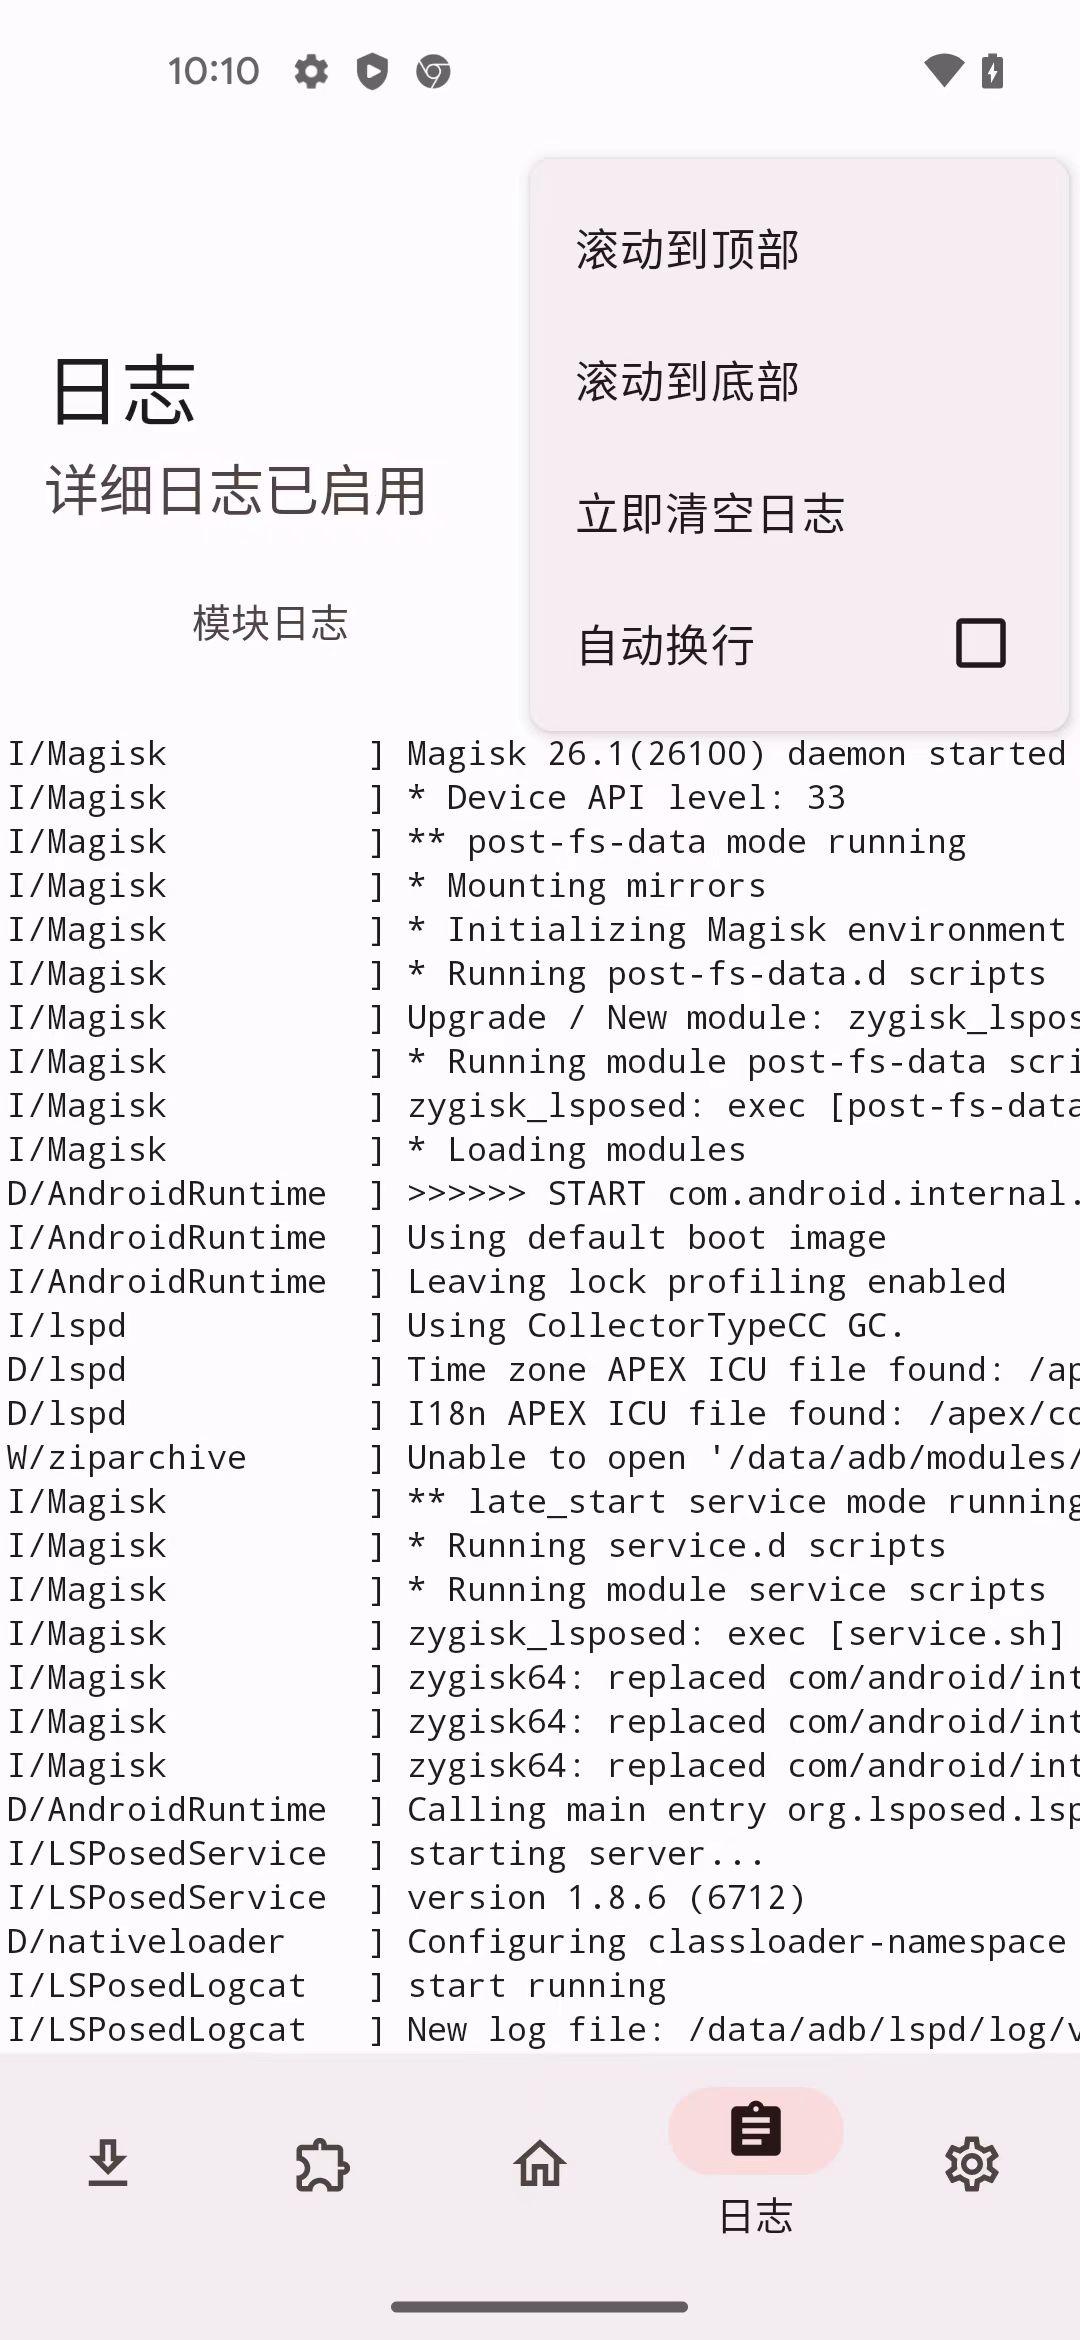 10:10
滚动到顶部
滚动到底部
立即清空日志
自动换行
日志
详细日志已启用
模块日志
I/Magisk ] Magisk 26.1(26100) daemon started
I/Magisk ] * Device API level: 33
I/Magisk ] ** post-fs-data mode running
I/Magisk ] * Mounting mirrors
I/Magisk ] * Initializing Magisk environment
I/Magisk ] * Running post-fs-data.d scripts
I/Magisk ] Upgrade / New module: zygisk_lspos
I/Magisk ] * Running module post-fs-data scri
I/Magisk ] zygisk_lsposed: exec [post-fs-data
I/Magisk ] * Loading modules
D/AndroidRuntime ] >>>>>> START com.android.internal.
I/AndroidRuntime ] Using default boot image
I/AndroidRuntime ] Leaving lock profiling enabled
I/lspd ] Using CollectorTypeCC GC.
D/lspd ] Time zone APEX ICU file found: /ap
D/lspd ] I18n APEX ICU file found: /apex/co
W/ziparchive ] Unable to open '/data/adb/modules/
I/Magisk ] ** late_start service mode running
I/Magisk ] * Running service.d scripts
I/Magisk ] * Running module service scripts
I/Magisk ] zygisk_lsposed: exec [service.sh]
I/Magisk ] zygisk64: replaced com/android/int
I/Magisk ] zygisk64: replaced com/android/int
I/Magisk ] zygisk64: replaced com/android/int
D/AndroidRuntime ] Calling main entry org.lsposed.lsp
I/LSPosedService ] starting server...
I/LSPosedService ] version 1.8.6 (6712)
D/nativeloader ] Configuring classloader-namespace
I/LSPosedLogcat ] start running
I/LSPosedLogcat ] New log file: /data/adb/lspd/log/v
日志